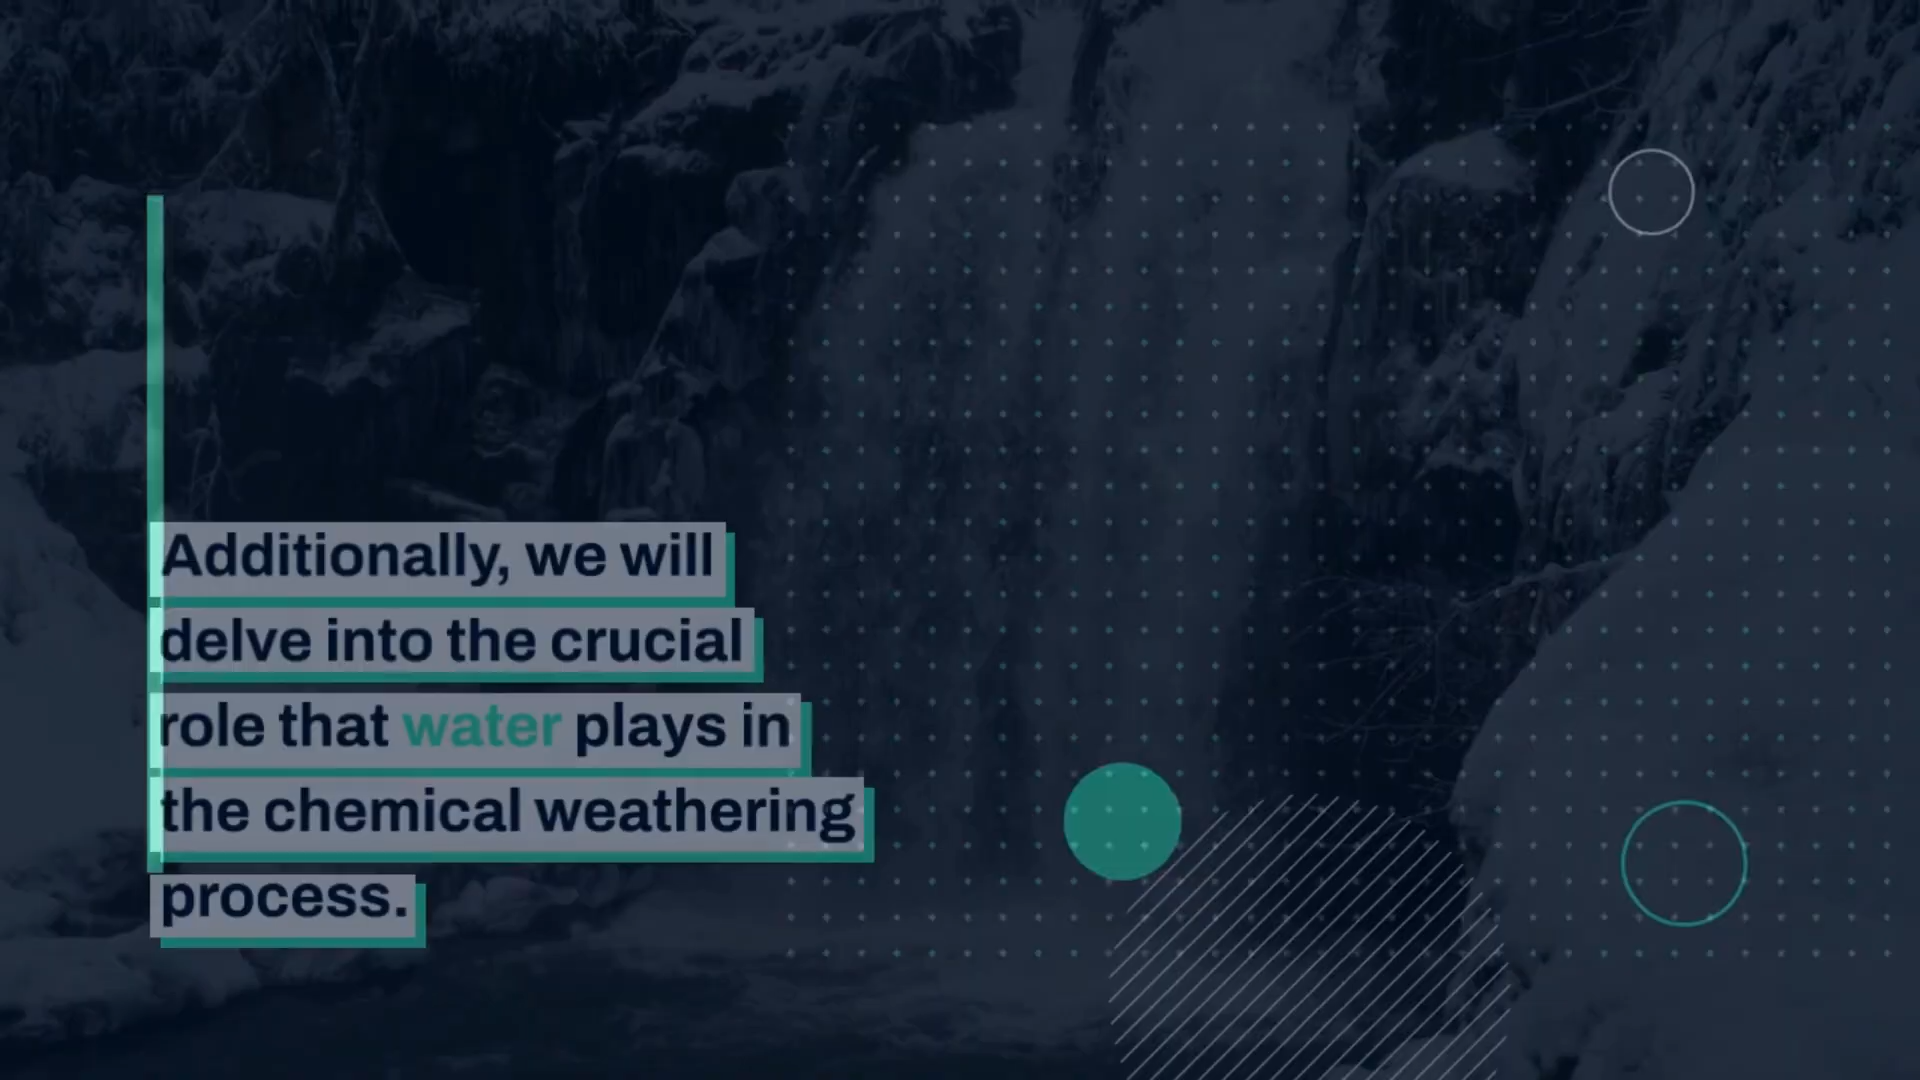 Additionally, we will
delve into the crucial
role that water plays in
the chemical weathering
process.